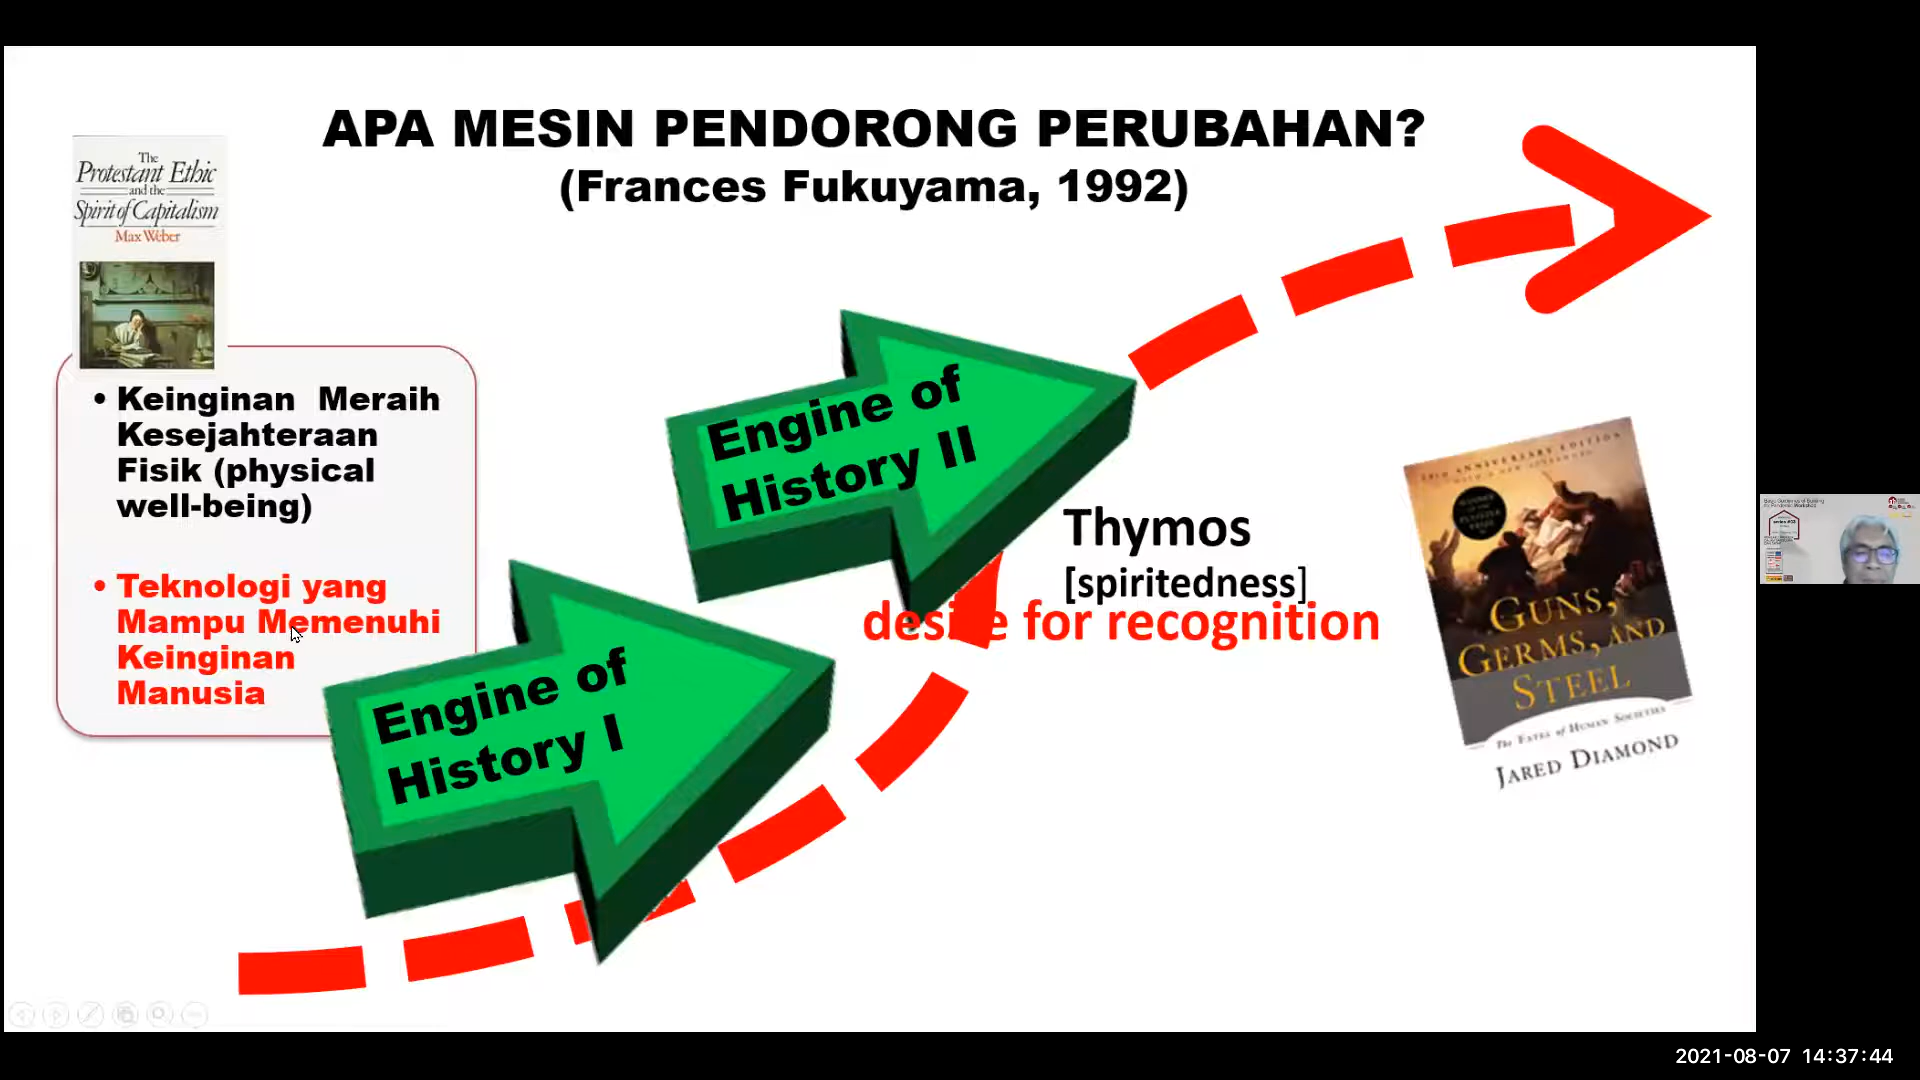 APA MESIN PENDORONG PERUBAHAN?
(Frances Fukuyama, 1992)
The
Protestant Ethic
and the
Spirit of Capitalism
Max Weber
• Keinginan Meraih
Kesejahteraan
Fisik (physical
well-being)
• Teknologi yang
Mampu Memenuhi
Keinginan
Manusia
Engine of
History I
Engine of
History II
Thymos
[spiritedness]
desire for recognition
GUNS,
GERMS, AND
STEEL
The FATES of HUMAN SOCIETIES
JARED DIAMOND
2021-08-07 14:37:44